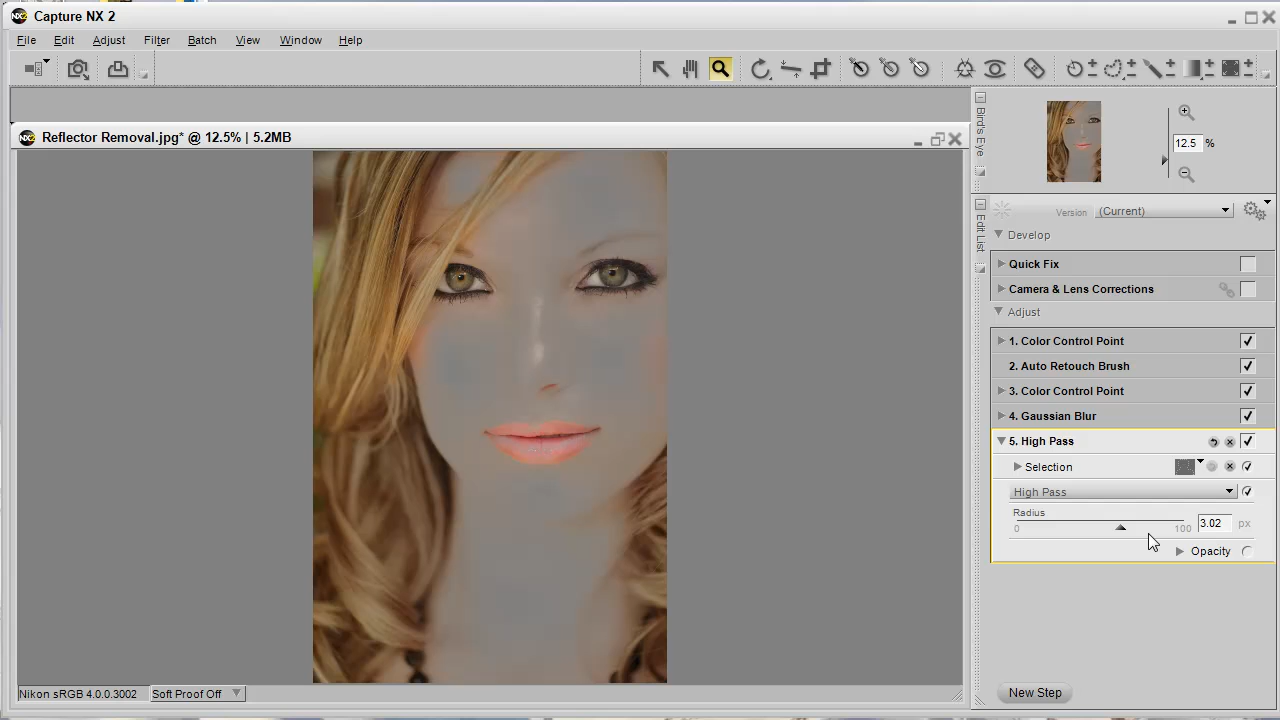 NX2 Capture NX 2
File Edit Adjust Filter Batch View Window Help
NX2 Reflector Removal.jpg* @ 12.5% | 5.2MB
Bird's Eye
12.5 %
Edit List
Version (Current)
Develop
Quick Fix
Camera & Lens Corrections
Adjust
1. Color Control Point
2. Auto Retouch Brush
3. Color Control Point
4. Gaussian Blur
5. High Pass
Selection
High Pass
Radius
0 100 3.02 px
Opacity
New Step
Nikon sRGB 4.0.0.3002 Soft Proof Off